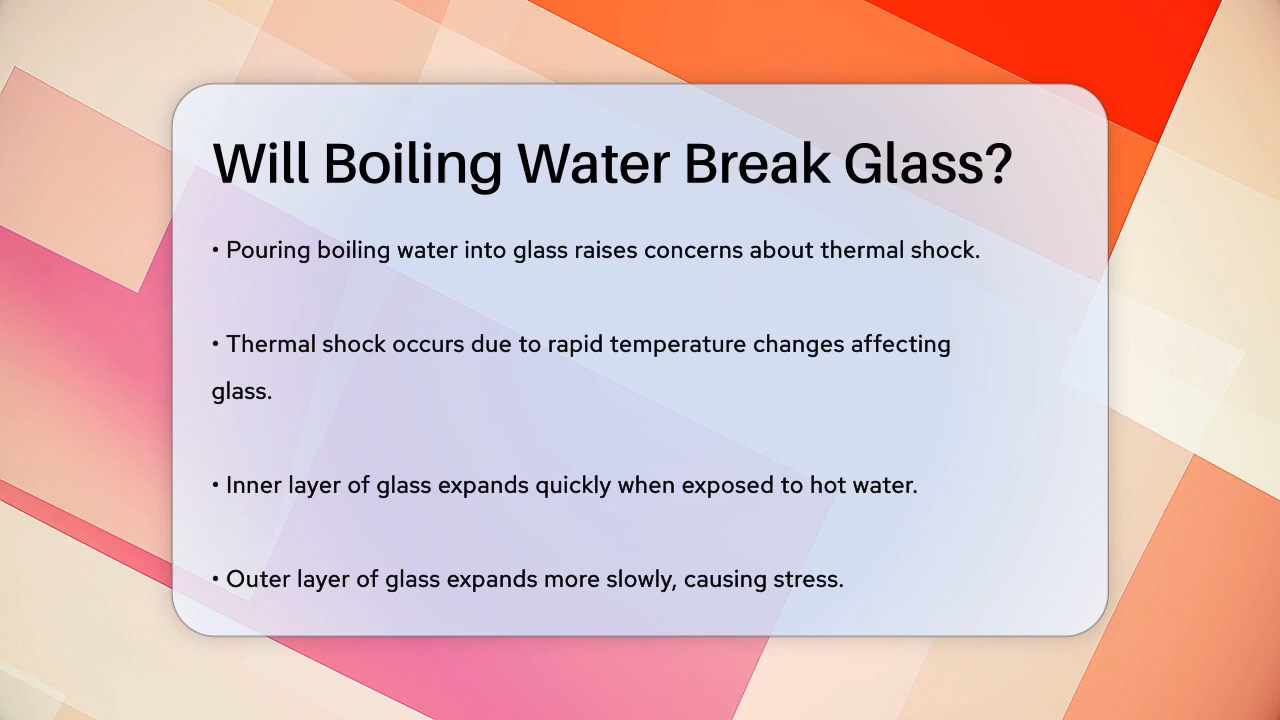 Will Boiling Water Break Glass?
• Pouring boiling water into glass raises concerns about thermal shock.
• Thermal shock occurs due to rapid temperature changes affecting
glass.
• Inner layer of glass expands quickly when exposed to hot water.
• Outer layer of glass expands more slowly, causing stress.